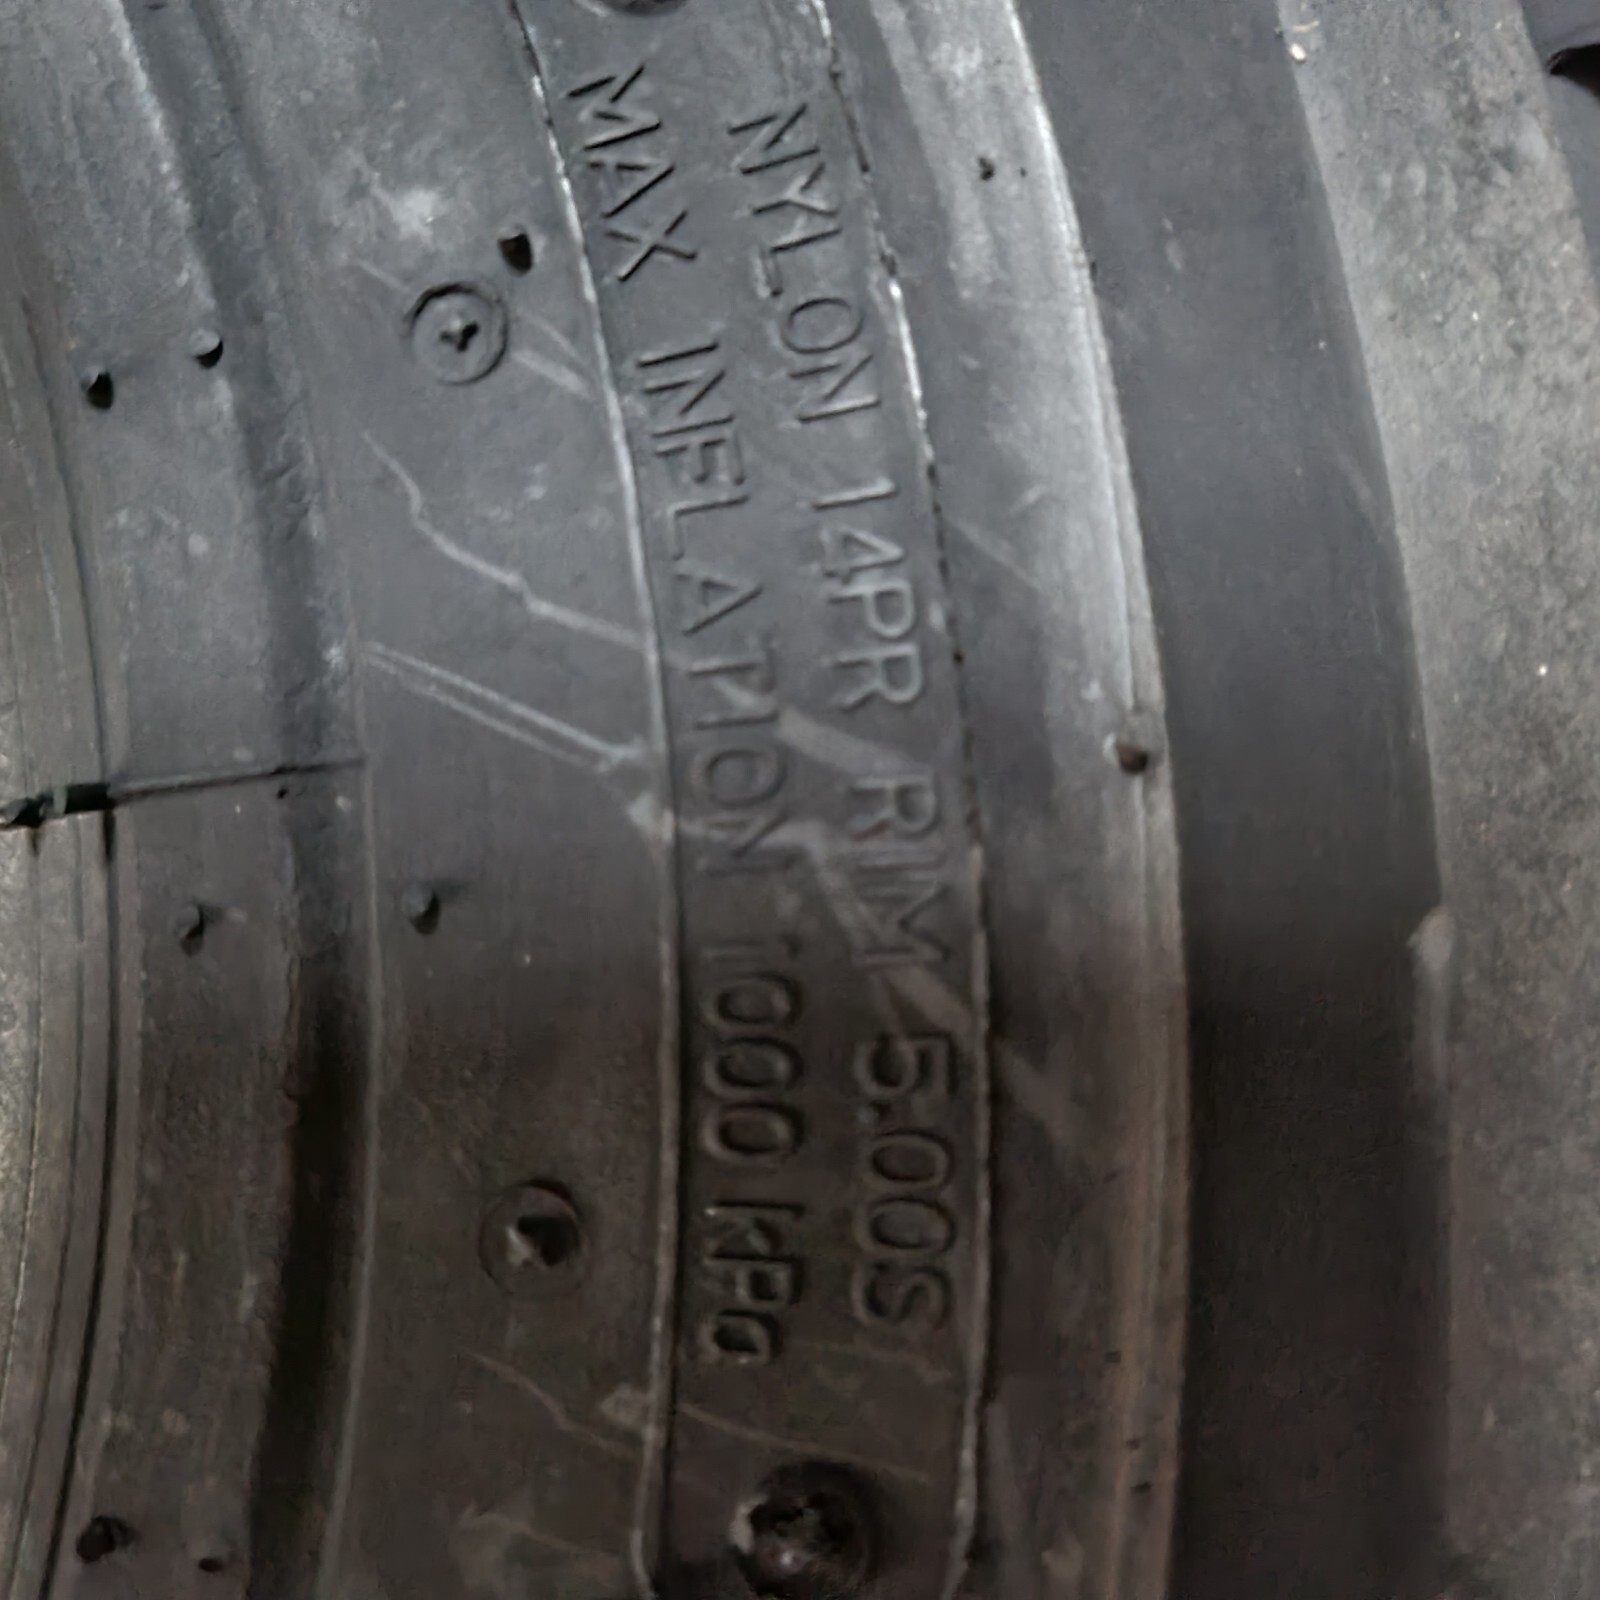 NYLON 14PR RIM 5.00S
MAX INFLATION 1000 kPa